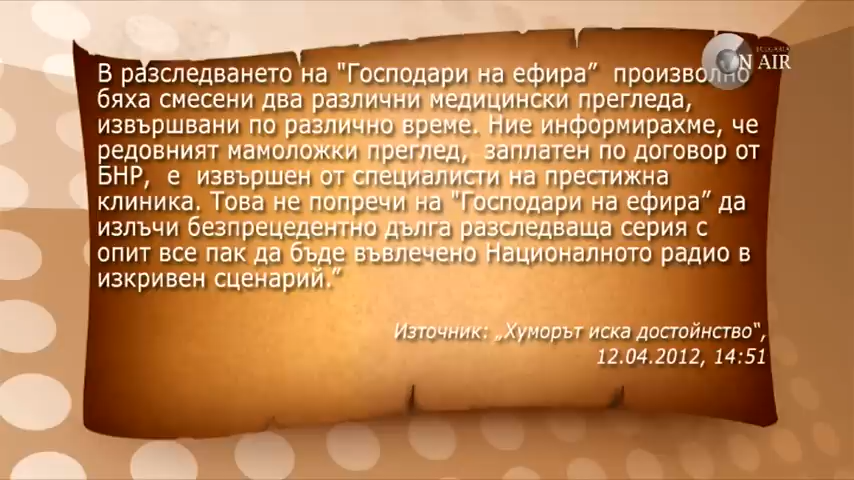 BULGARIA
ON AIR
В разследването на "Господари на ефира” произволно
бяха смесени два различни медицински прегледа,
извършвани по различно време. Ние информирахме, че
редовният мамоложки преглед, заплатен по договор от
БНР, е извършен от специалисти на престижна
клиника. Това не попречи на "Господари на ефира” да
излъчи безпрецедентно дълга разследваща серия с
опит все пак да бъде въвлечено Националното радио в
изкривен сценарий.”
Източник: „Хуморът иска достойнство“,
12.04.2012, 14:51